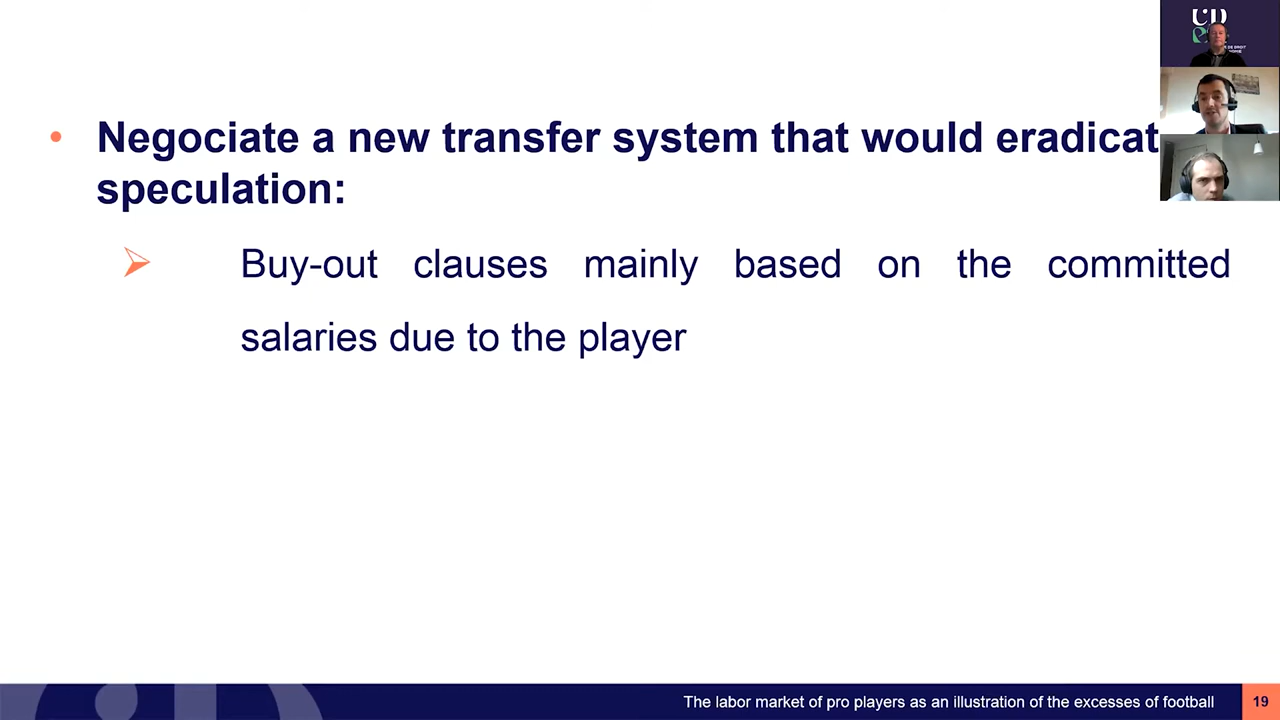 • Negociate a new transfer system that would eradicat
speculation:
Buy-out clauses mainly based on the committed
salaries due to the player
The labor market of pro players as an illustration of the excesses of football 19